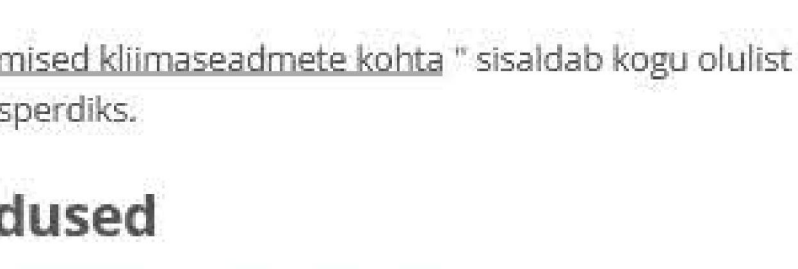 mised kliimaseadmete kohta " sisaldab kogu olulist
sperdiks.
dused